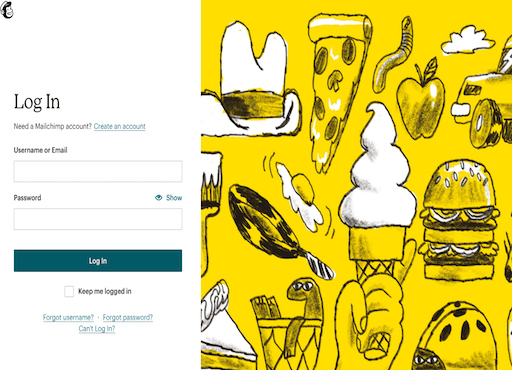 Log In
Need a Mailchimp account? Create an account
Username or Email
Password Show
Log In
Keep me logged in
Forgot username? · Forgot password?
Can't Log In?